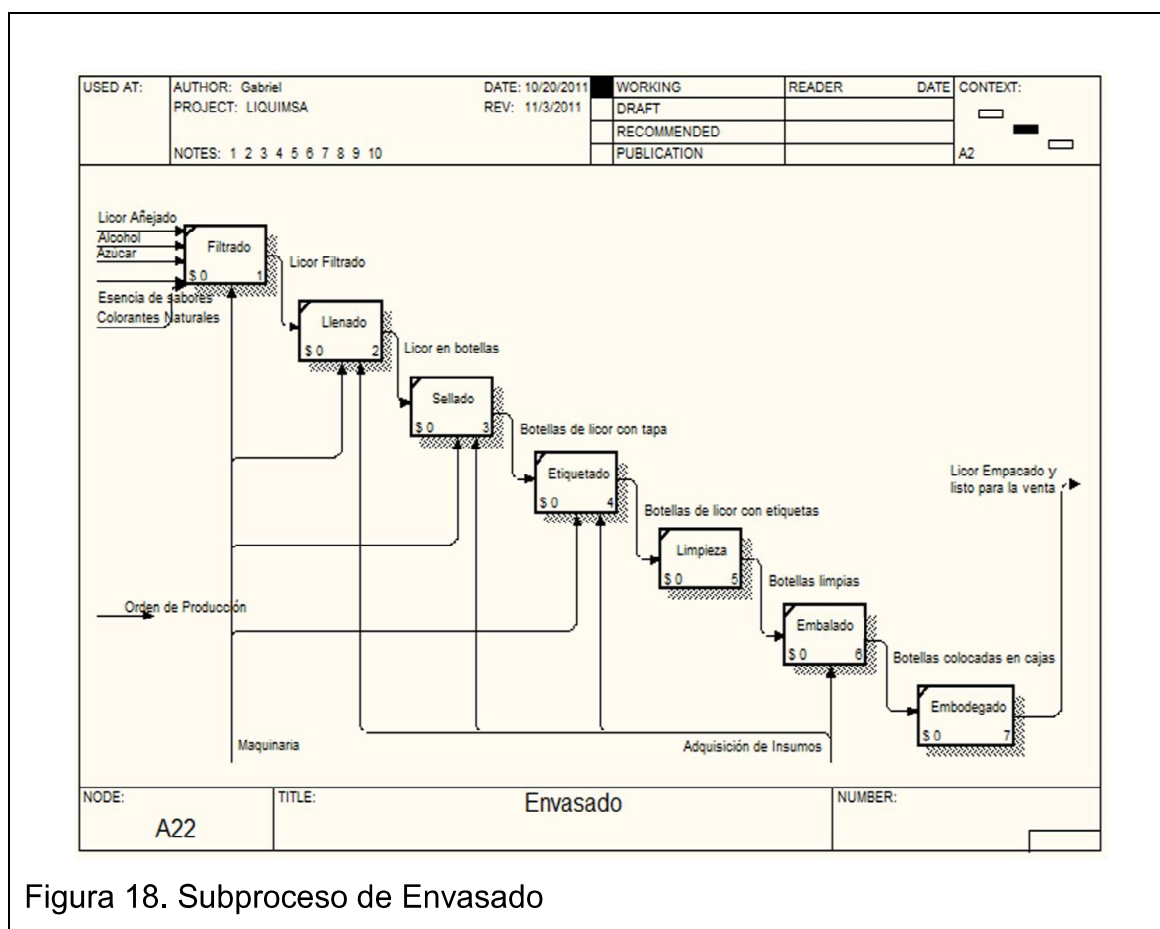 USED AT:
AUTHOR: Gabriel
DATE: 10/20/2011
WORKING
READER
DATE
CONTEXT:
PROJECT: LIQUIMSA
REV: 11/3/2011
DRAFT
RECOMMENDED
NOTES: 1 2 3 4 5 6 7 8 9 10
PUBLICATION
A2
Licor Añejado
Alcohol
Azucar
Esencia de sabores
Colorantes Naturales
Filtrado
$ 0 1
Licor Filtrado
Llenado
$ 0 2
Licor en botellas
Sellado
$ 0 3
Botellas de licor con tapa
Etiquetado
$ 0 4
Botellas de licor con etiquetas
Licor Empacado y
listo para la venta
Limpieza
$ 0 5
Botellas limpias
Orden de Producción
Embalado
$ 0 6
Botellas colocadas en cajas
Embodegado
$ 0 7
Maquinaria
Adquisición de Insumos
NODE:
A22
TITLE:
Envasado
NUMBER:
Figura 18. Subproceso de Envasado